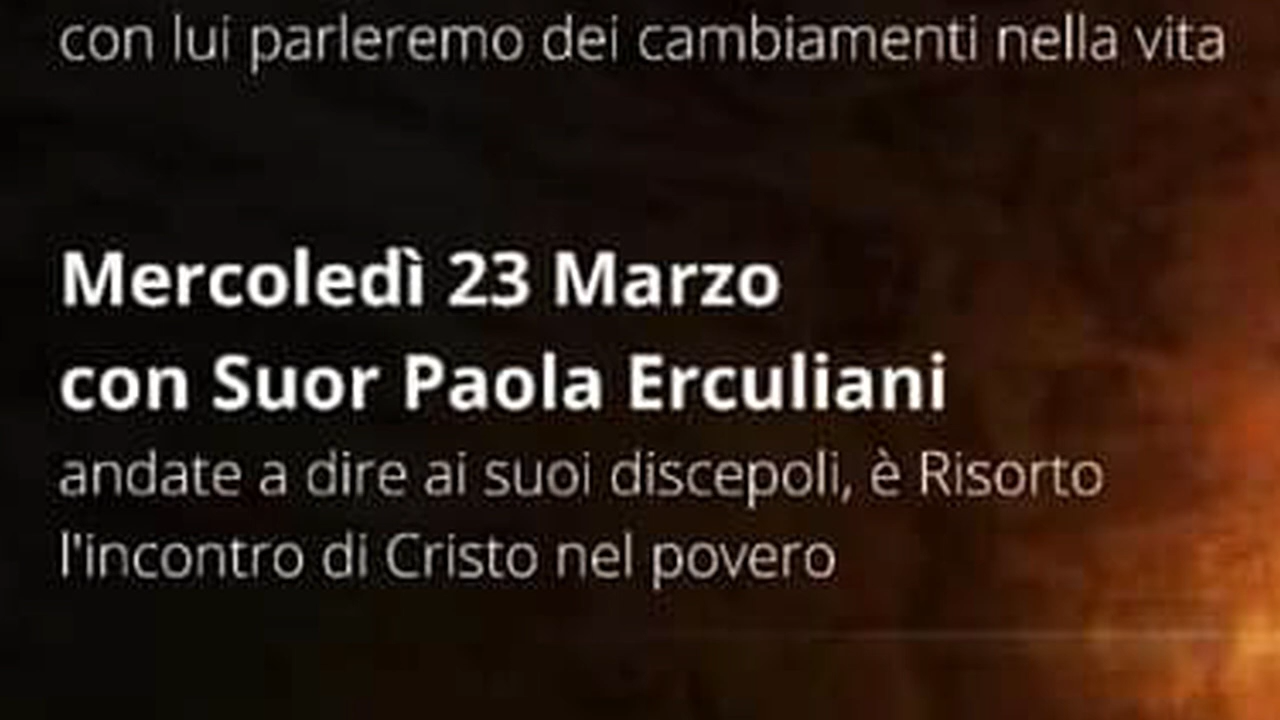 con lui parleremo dei cambiamenti nella vita
Mercoledì 23 Marzo
con Suor Paola Erculiani
andate a dire ai suoi discepoli, è Risorto
l'incontro di Cristo nel povero